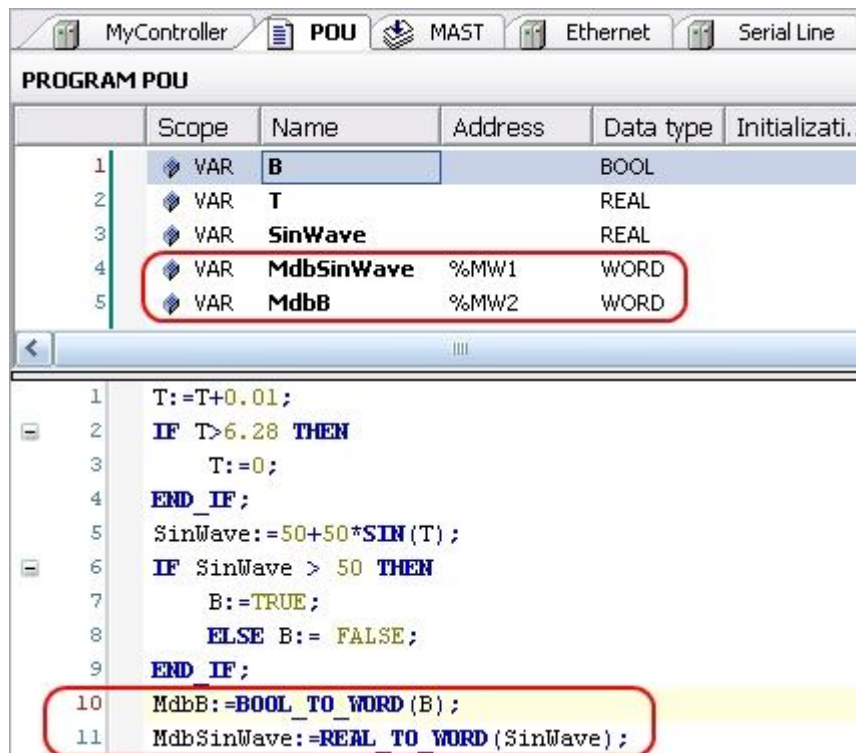 MyController POU MAST Ethernet Serial Line
PROGRAM POU
Scope Name Address Data type Initializati..
1 VAR B BOOL
2 VAR T REAL
3 VAR SinWave REAL
4 VAR MdbSinWave %MW1 WORD
5 VAR MdbB %MW2 WORD
1 T:=T+0.01;
2 IF T>6.28 THEN
3 T:=0;
4 END_IF;
5 SinWave:=50+50*SIN(T);
6 IF SinWave > 50 THEN
7 B:=TRUE;
8 ELSE B:= FALSE;
9 END_IF;
10 MdbB:=BOOL_TO_WORD(B);
11 MdbSinWave:=REAL_TO_WORD(SinWave);